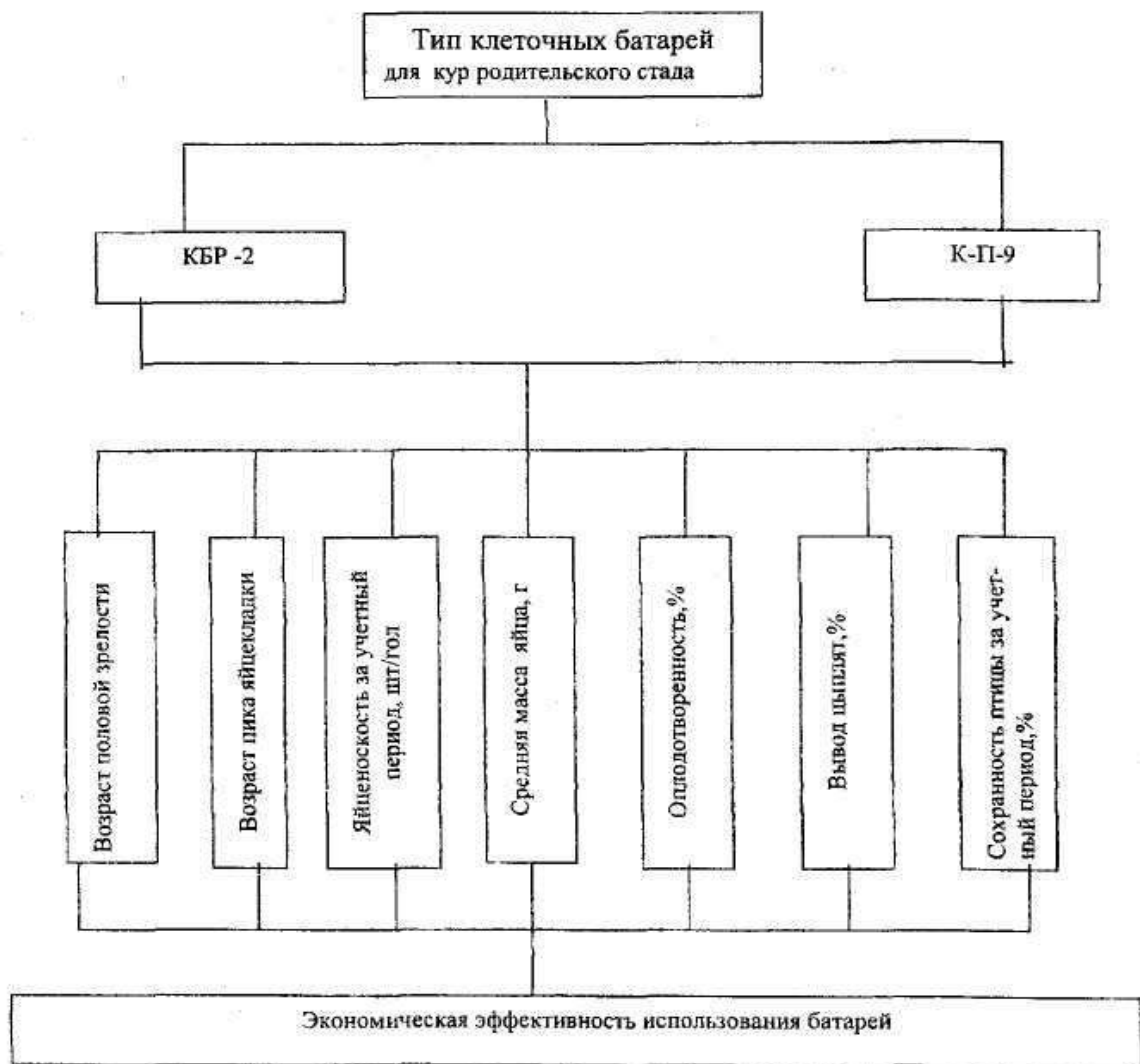 Тип клеточных батарей
для кур родительского стада
КБР -2
К-П-9
Возраст половой зрелости
Возраст пика яйцекладки
Яйценоскость за учетный
период, шт/гол
Средняя масса яйца, г
Оплодотворенность,%
Вывод цыплят,%
Сохранность птицы за учет-
ный период,%
Экономическая эффективность использования батарей